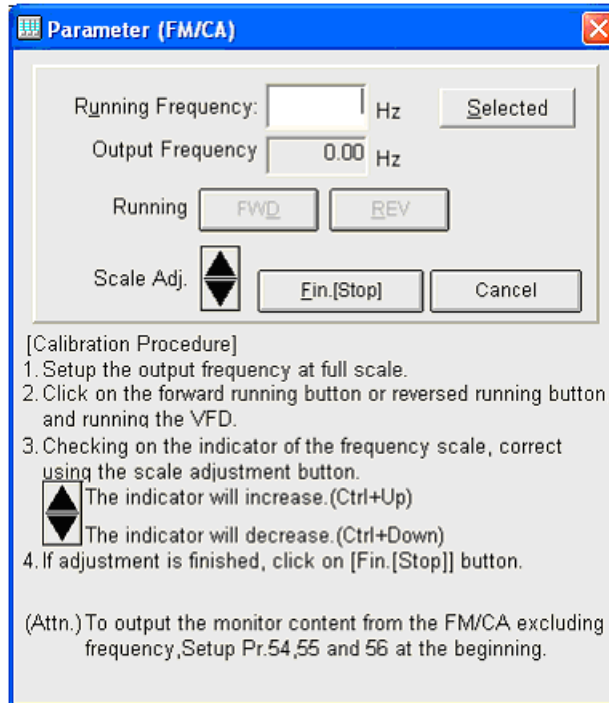 Parameter (FM/CA)
Running Frequency: Hz Selected
Output Frequency 0.00 Hz
Running FWD REV
Scale Adj. Fin.[Stop] Cancel
[Calibration Procedure]
1. Setup the output frequency at full scale.
2. Click on the forward running button or reversed running button
and running the VFD.
3. Checking on the indicator of the frequency scale, correct
using the scale adjustment button.
The indicator will increase.(Ctrl+Up)
The indicator will decrease.(Ctrl+Down)
4. If adjustment is finished, click on [Fin.[Stop]] button.
(Attn.) To output the monitor content from the FM/CA excluding
frequency,Setup Pr.54,55 and 56 at the beginning.